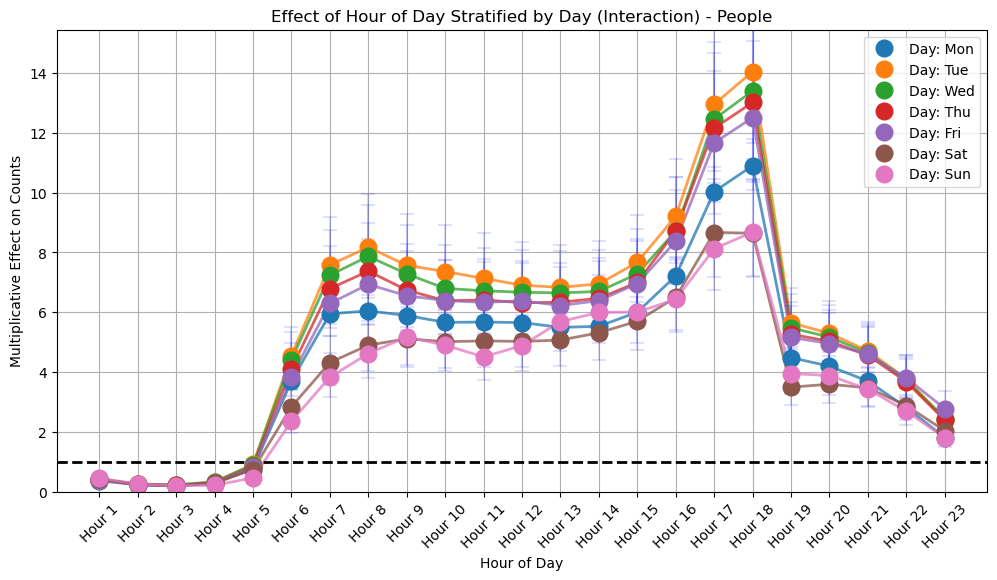 Effect of Hour of Day Stratified by Day (Interaction) - People
Multiplicative Effect on Counts
14
12
10
8
6
4
2
0
Day: Mon
Day: Tue
Day: Wed
Day: Thu
Day: Fri
Day: Sat
Day: Sun
Hour 1
Hour 2
Hour 3
Hour 4
Hour 5
Hour 6
Hour 7
Hour 8
Hour 9
Hour 10
Hour 11
Hour 12
Hour 13
Hour 14
Hour 15
Hour 16
Hour 17
Hour 18
Hour 19
Hour 20
Hour 21
Hour 22
Hour 23
Hour of Day